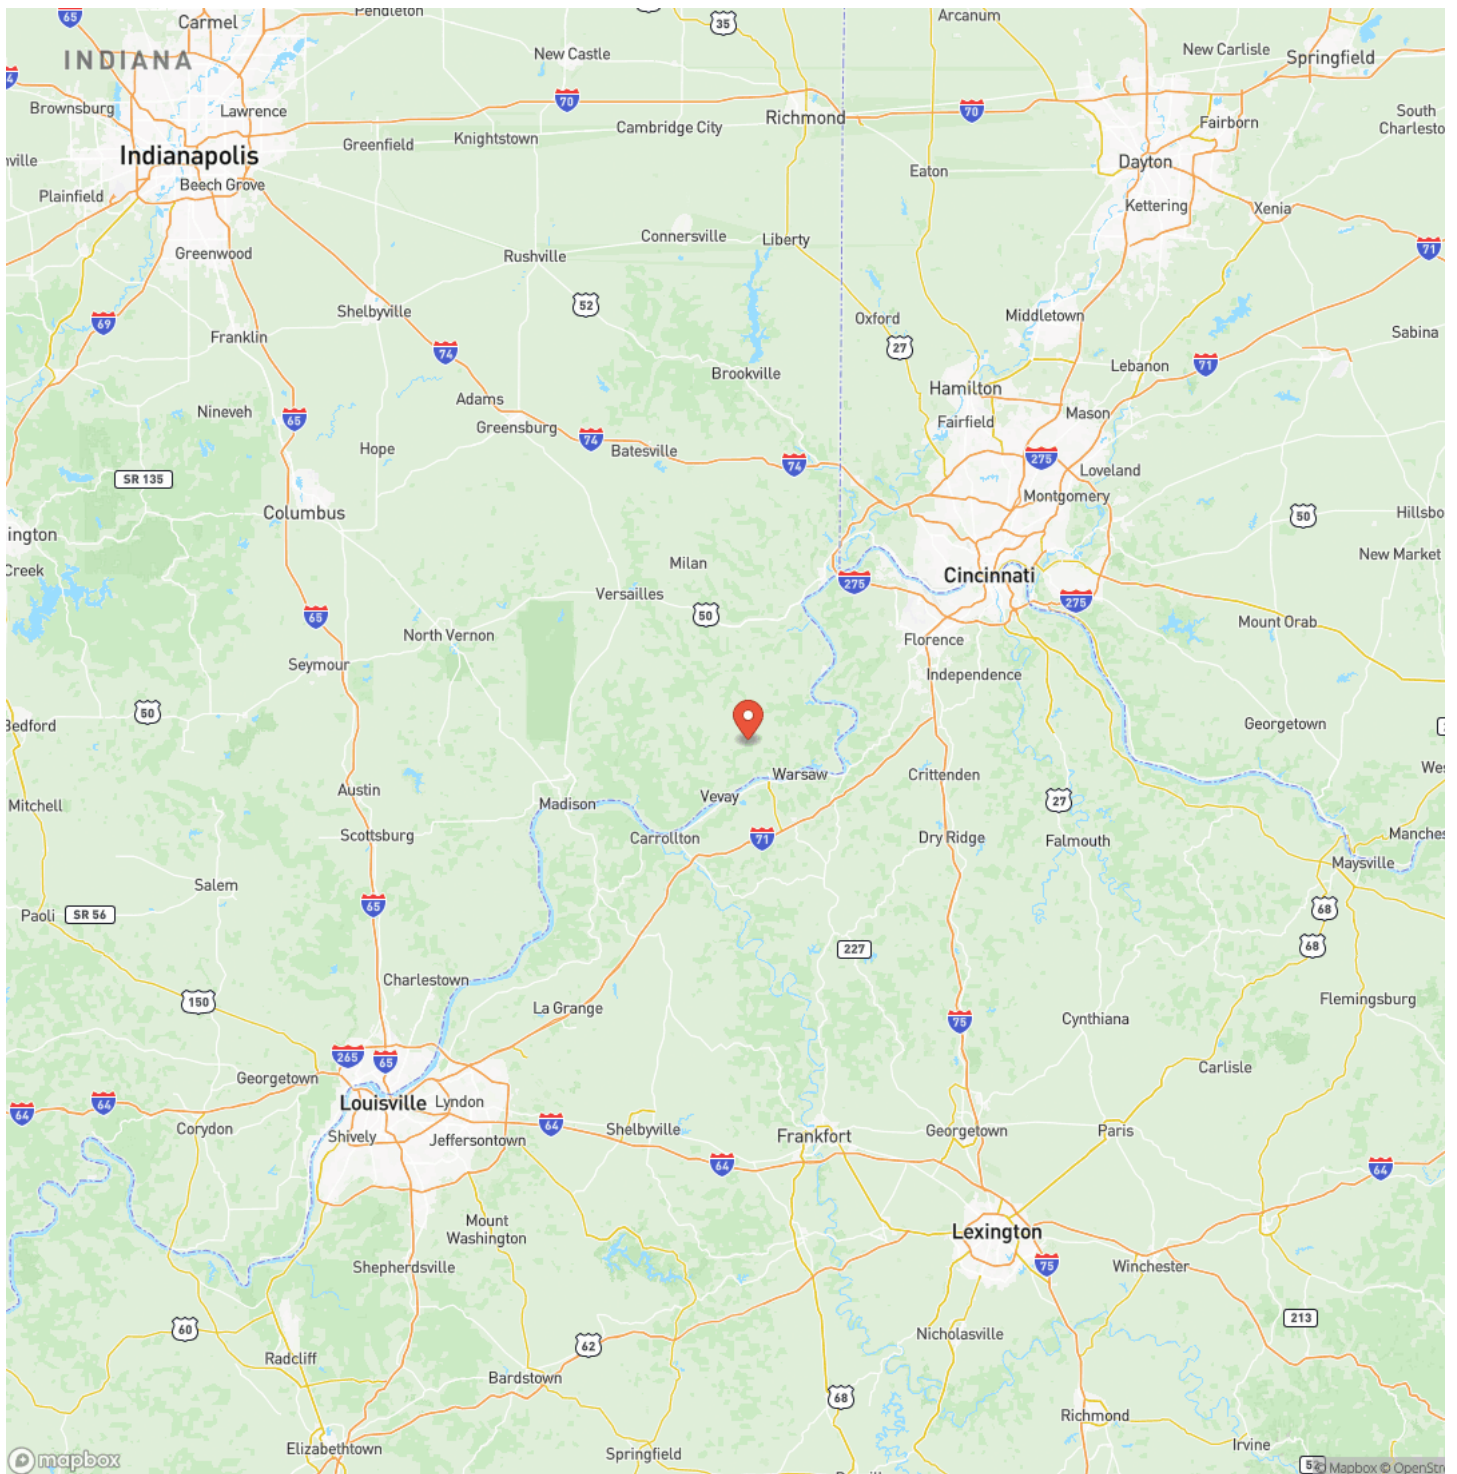 65
Carmel
Pendleton
35
Arcanum
INDIANA
New Castle
New Carlisle
Springfield
4
Brownsburg
Lawrence
70
Cambridge City
Richmond
70
Fairborn
South
Charlesto
Greenfield
Knightstown
nville
Indianapolis
Beech Grove
Plainfield
Eaton
Dayton
Kettering
Xenia
Greenwood
Rushville
Connersville
Liberty
71
69
Franklin
Shelbyville
52
Oxford
27
Middletown
Sabina
74
Brookville
Hamilton
Lebanon
71
Nineveh
65
Adams
Greensburg
74
Batesville
74
Fairfield
Mason
Hope
275
Loveland
SR 135
Columbus
Montgomery
50
Hillsbo
ington
Creek
Milan
Versailles
50
275
Cincinnati
275
New Market
65
North Vernon
Seymour
Florence
Independence
Mount Orab
Bedford
50
Georgetown
Mitchell
Austin
Scottsburg
Madison
Vevay
Warsaw
Carrollton
71
Crittenden
27
Dry Ridge
Falmouth
Wes
Manches
Maysville
Salem
Paoli
SR 56
65
227
68
68
150
Charlestown
La Grange
75
Cynthiana
Flemingsburg
265
65
Georgetown
Louisville
Lyndon
Carlisle
64
64
Corydon
Shively
Jeffersontown
64
Shelbyville
64
Frankfort
Georgetown
Paris
64
Mount
Washington
Shepherdsville
Lexington
75
Winchester
60
Radcliff
62
Bardstown
Nicholasville
213
68
Richmond
Elizabethtown
Springfield
Irvine
52
mapbox
© Mapbox © OpenStre